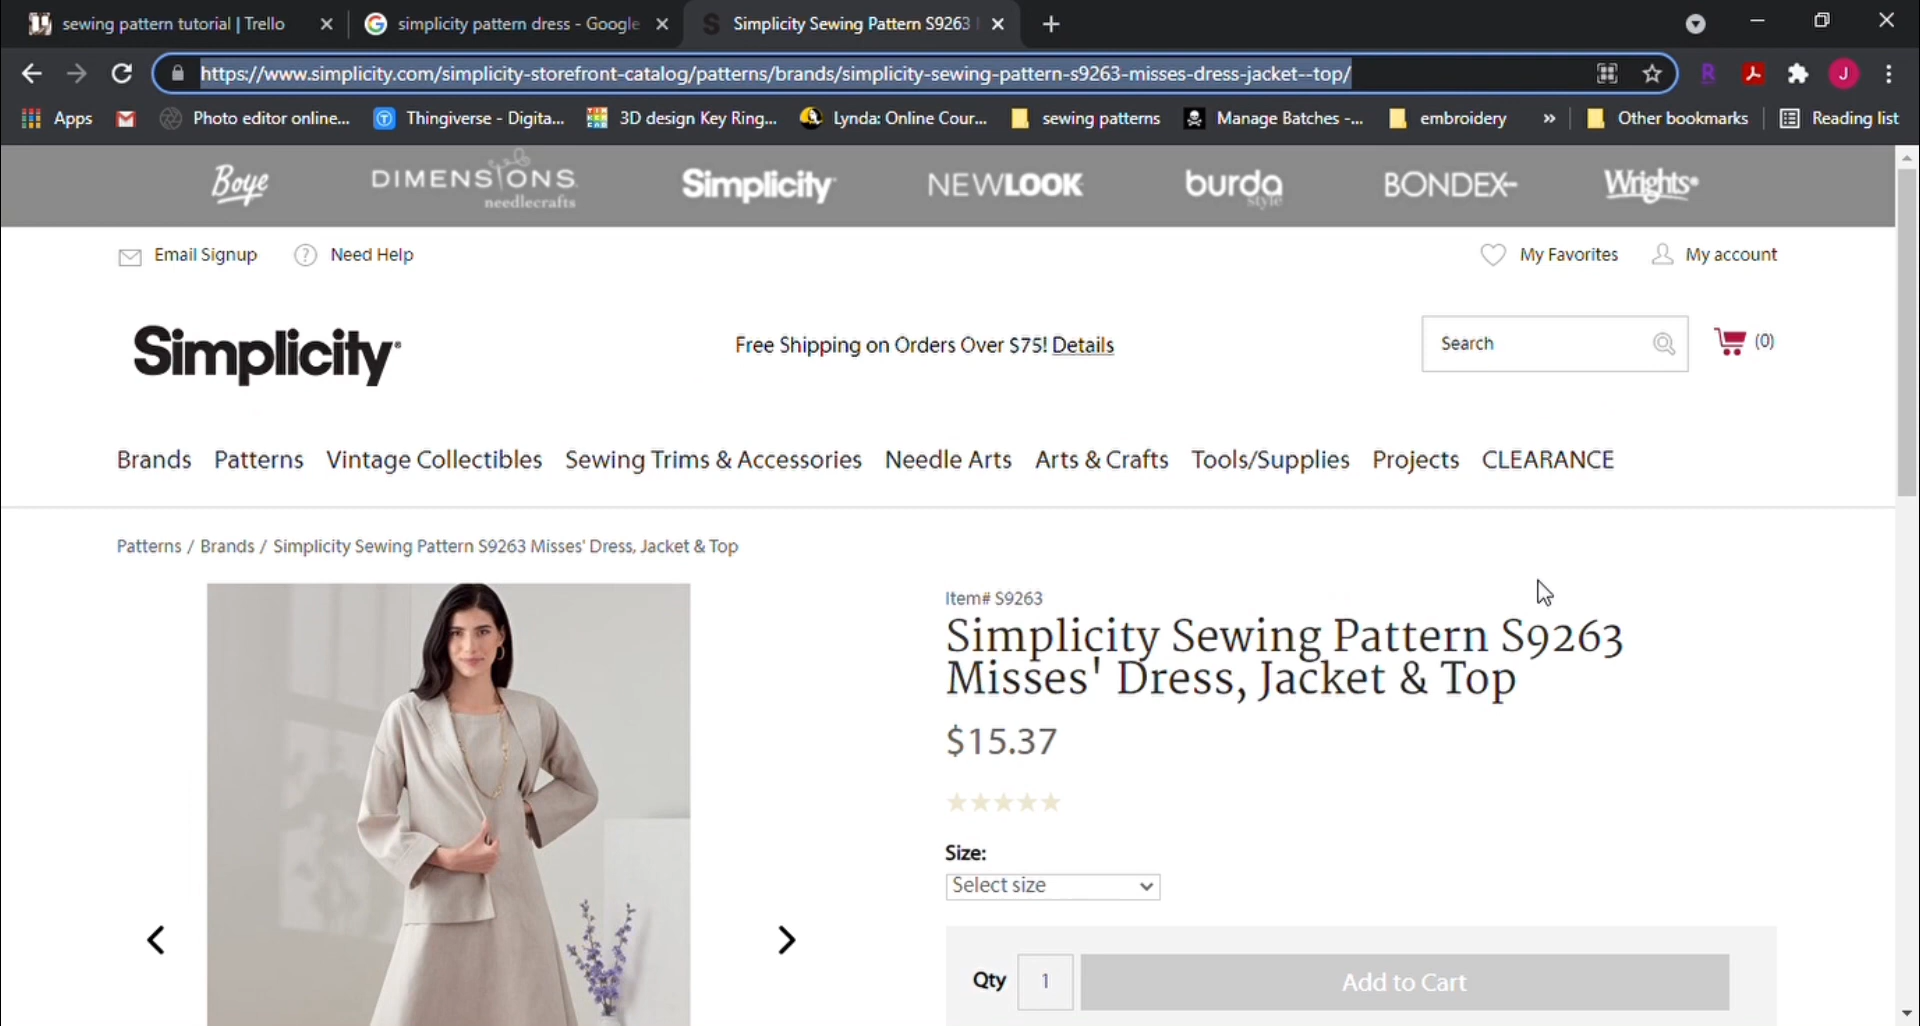 sewing pattern tutorial | Trello
simplicity pattern dress - Google
Simplicity Sewing Pattern S9263
https://www.simplicity.com/simplicity-storefront-catalog/patterns/brands/simplicity-sewing-pattern-s9263-misses-dress-jacket--top/
R
J
Apps
Photo editor online...
Thingiverse - Digita...
3D design Key Ring...
Lynda: Online Cour...
sewing patterns
Manage Batches -...
embroidery
»
Other bookmarks
Reading list
Boye
DIMENSIONS
needlecrafts
Simplicity
NEWLOOK
burda
style
BONDEX
Wrights
Email Signup
Need Help
My Favorites
My account
Simplicity
Free Shipping on Orders Over $75! Details
Search
(0)
Brands Patterns Vintage Collectibles Sewing Trims & Accessories Needle Arts Arts & Crafts Tools/Supplies Projects CLEARANCE
Patterns / Brands / Simplicity Sewing Pattern S9263 Misses' Dress, Jacket & Top
Item# S9263
Simplicity Sewing Pattern S9263
Misses' Dress, Jacket & Top
$15.37
Size:
Select size
Qty
1
Add to Cart